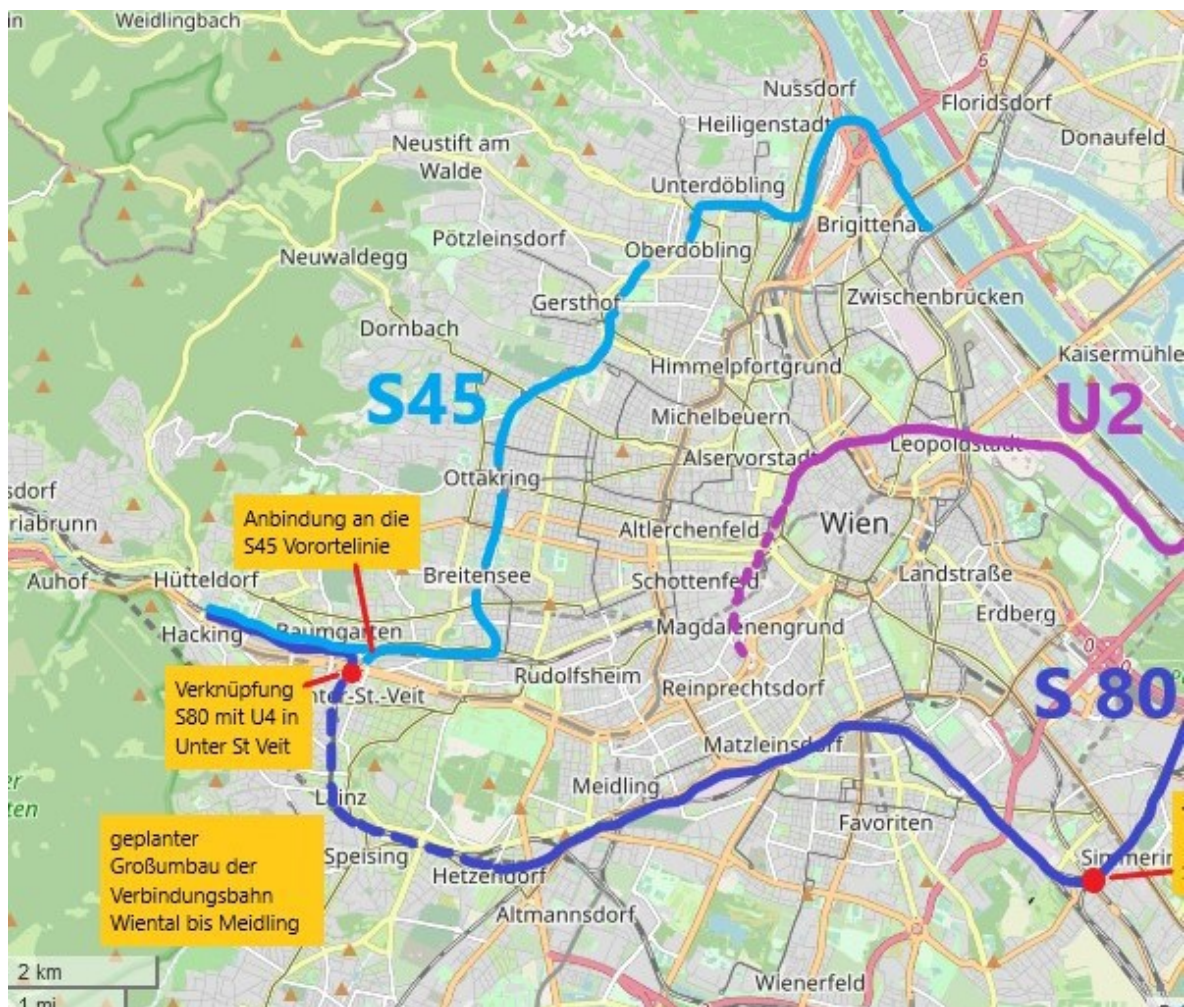 Weidlingbach
Nussdorf
Floridsdorf
Heiligenstadt
Donaufeld
Neustift am
Walde
Unterdöbling
Brigittenau
Pötzleinsdorf
Oberdöbling
Neuwaldegg
Gersthof
Zwischenbrücken
Dornbach
Himmelpfortgrund
Kaisermühle
S45
U2
Michelbeuern
Leopoldstadt
Alservorstadt
Ottakring
Anbindung an die
S45 Vorortelinie
Altlerchenfeld
Wien
sdorf
riabrunn
Auhof
Hütteldorf
Breitensee
Schottenfeld
Landstraße
Erdberg
Hacking
Baumgarten
Magdalenengrund
Rudolfsheim
Reinprechtsdorf
Verknüpfung
S80 mit U4 in
Unter St Veit
nter-St.-Veit
S 80
Matzleinsdorf
Meidling
Lainz
Favoriten
geplanter
Großumbau der
Verbindungsbahn
Wiental bis Meidling
Speising
Hetzendorf
Simmerin
Altmannsdorf
2 km
Wienerfeld
1 mi